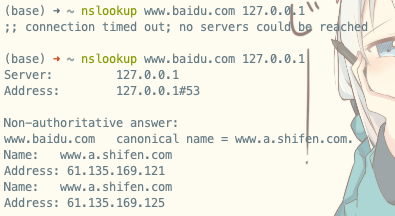 (base) ➜ ~ nslookup www.baidu.com 127.0.0.1
;; connection timed out; no servers could be reached
(base) ➜ ~ nslookup www.baidu.com 127.0.0.1
Server: 127.0.0.1
Address: 127.0.0.1#53
Non-authoritative answer:
www.baidu.com canonical name = www.a.shifen.com.
Name: www.a.shifen.com
Address: 61.135.169.121
Name: www.a.shifen.com
Address: 61.135.169.125